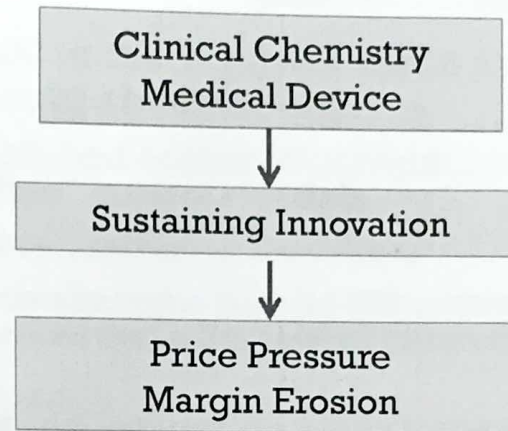 Clinical Chemistry
Medical Device
Sustaining Innovation
Price Pressure
Margin Erosion